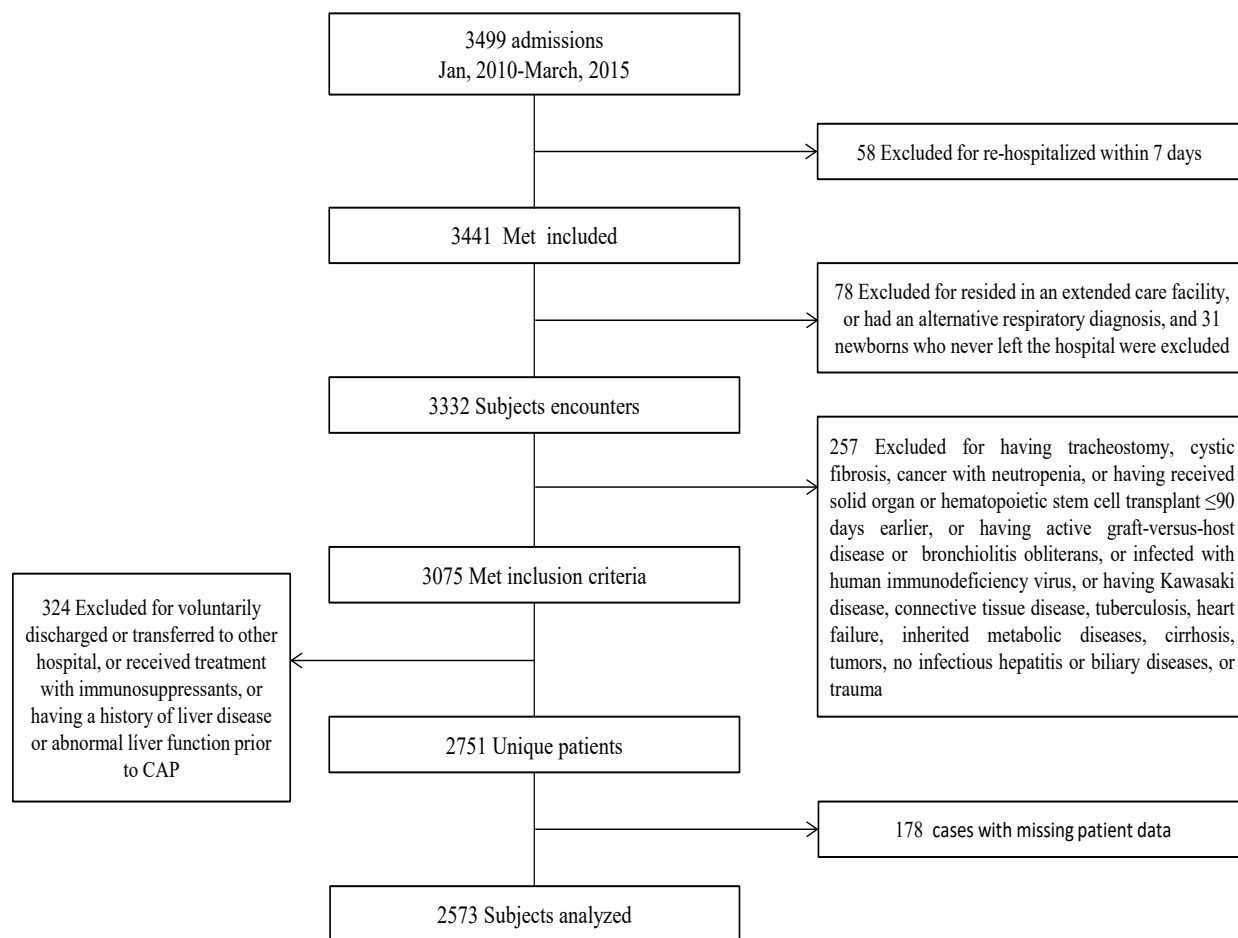 3499 admissions
Jan, 2010-March, 2015
58 Excluded for re-hospitalized within 7 days
3441 Met included
78 Excluded for resided in an extended care facility,
or had an alternative respiratory diagnosis, and 31
newborns who never left the hospital were excluded
3332 Subjects encounters
257 Excluded for having tracheostomy, cystic
fibrosis, cancer with neutropenia, or having received
solid organ or hematopoietic stem cell transplant ≤90
days earlier, or having active graft-versus-host
disease or bronchiolitis obliterans, or infected with
human immunodeficiency virus, or having Kawasaki
disease, connective tissue disease, tuberculosis, heart
failure, inherited metabolic diseases, cirrhosis,
tumors, no infectious hepatitis or biliary diseases, or
trauma
3075 Met inclusion criteria
324 Excluded for voluntarily
discharged or transferred to other
hospital, or received treatment
with immunosuppressants, or
having a history of liver disease
or abnormal líver function prior
to CAP
2751 Unique patients
178 cases with missing patient data
2573 Subjects analyzed